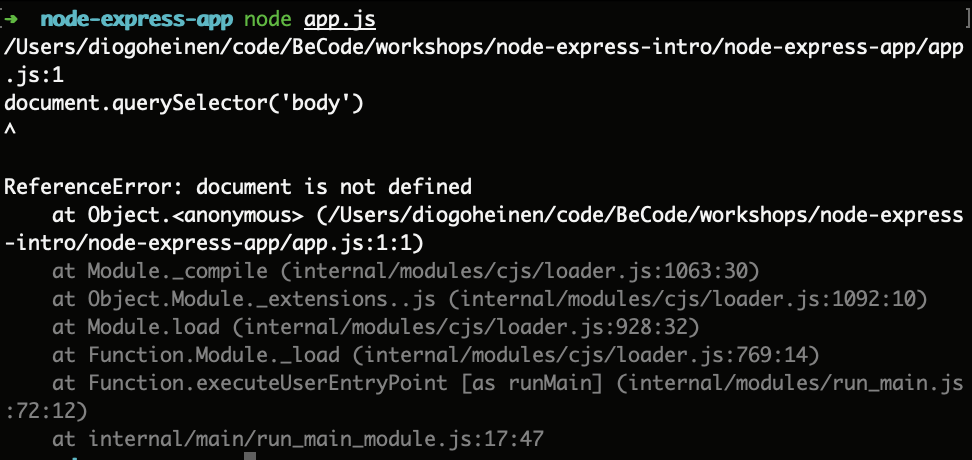 ➜  node-express-app node app.js
/Users/diogoheinen/code/BeCode/workshops/node-express-intro/node-express-app/app
.js:1
document.querySelector('body')
^

ReferenceError: document is not defined
    at Object.<anonymous> (/Users/diogoheinen/code/BeCode/workshops/node-express
-intro/node-express-app/app.js:1:1)
    at Module._compile (internal/modules/cjs/loader.js:1063:30)
    at Object.Module._extensions..js (internal/modules/cjs/loader.js:1092:10)
    at Module.load (internal/modules/cjs/loader.js:928:32)
    at Function.Module._load (internal/modules/cjs/loader.js:769:14)
    at Function.executeUserEntryPoint [as runMain] (internal/modules/run_main.js
:72:12)
    at internal/main/run_main_module.js:17:47